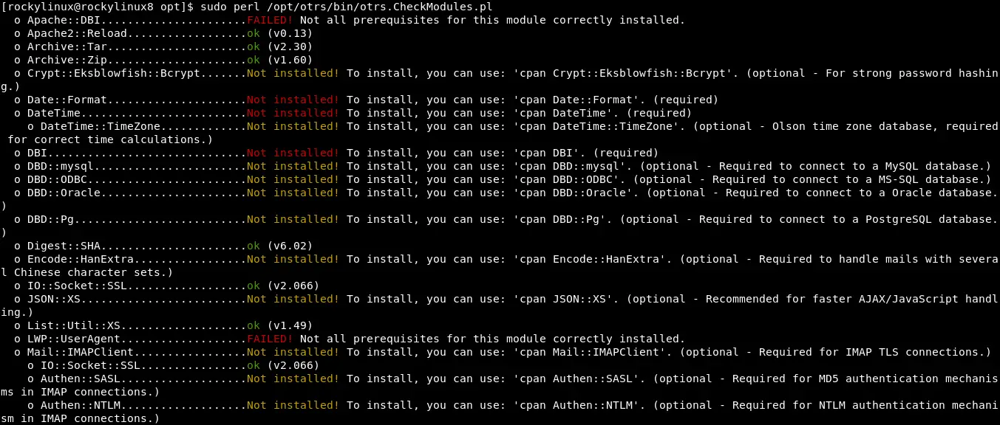 [rockylinux@rockylinux8 opt]$ sudo perl /opt/otrs/bin/otrs.CheckModules.pl
  o Apache::DBI......................FAILED! Not all prerequisites for this module correctly installed.
  o Apache2::Reload..................ok (v0.13)
  o Archive::Tar.....................ok (v2.30)
  o Archive::Zip.....................ok (v1.60)
  o Crypt::Eksblowfish::Bcrypt.......Not installed! To install, you can use: 'cpan Crypt::Eksblowfish::Bcrypt'. (optional - For strong password hashin
g.)
  o Date::Format.....................Not installed! To install, you can use: 'cpan Date::Format'. (required)
  o DateTime.........................Not installed! To install, you can use: 'cpan DateTime'. (required)
    o DateTime::TimeZone.............Not installed! To install, you can use: 'cpan DateTime::TimeZone'. (optional - Olson time zone database, required
 for correct time calculations.)
  o DBI..............................Not installed! To install, you can use: 'cpan DBI'. (required)
  o DBD::mysql.......................Not installed! To install, you can use: 'cpan DBD::mysql'. (optional - Required to connect to a MySQL database.)
  o DBD::ODBC........................Not installed! To install, you can use: 'cpan DBD::ODBC'. (optional - Required to connect to a MS-SQL database.)
  o DBD::Oracle......................Not installed! To install, you can use: 'cpan DBD::Oracle'. (optional - Required to connect to a Oracle database.
)
  o DBD::Pg..........................Not installed! To install, you can use: 'cpan DBD::Pg'. (optional - Required to connect to a PostgreSQL database.
)
  o Digest::SHA......................ok (v6.02)
  o Encode::HanExtra.................Not installed! To install, you can use: 'cpan Encode::HanExtra'. (optional - Required to handle mails with severa
l Chinese character sets.)
  o IO::Socket::SSL..................ok (v2.066)
  o JSON::XS.........................Not installed! To install, you can use: 'cpan JSON::XS'. (optional - Recommended for faster AJAX/JavaScript handl
ing.)
  o List::Util::XS...................ok (v1.49)
  o LWP::UserAgent...................FAILED! Not all prerequisites for this module correctly installed.
  o Mail::IMAPClient.................Not installed! To install, you can use: 'cpan Mail::IMAPClient'. (optional - Required for IMAP TLS connections.)
    o IO::Socket::SSL................ok (v2.066)
    o Authen::SASL...................Not installed! To install, you can use: 'cpan Authen::SASL'. (optional - Required for MD5 authentication mechanis
ms in IMAP connections.)
    o Authen::NTLM...................Not installed! To install, you can use: 'cpan Authen::NTLM'. (optional - Required for NTLM authentication mechani
sm in IMAP connections.)